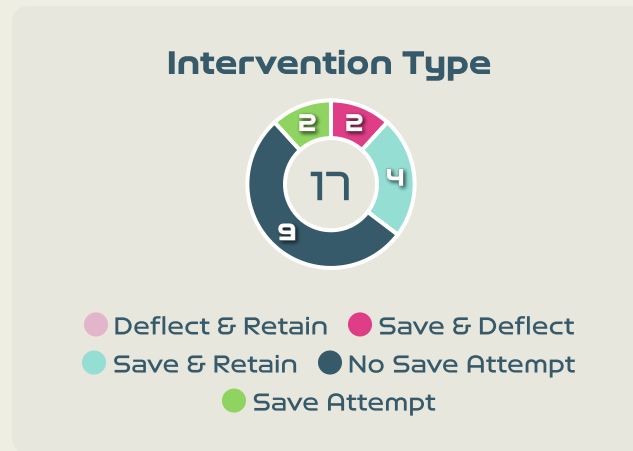 Intervention Type
2 2
4
17
9
Deflect & Retain Save & Deflect
Save & Retain No Save Attempt
Save Attempt